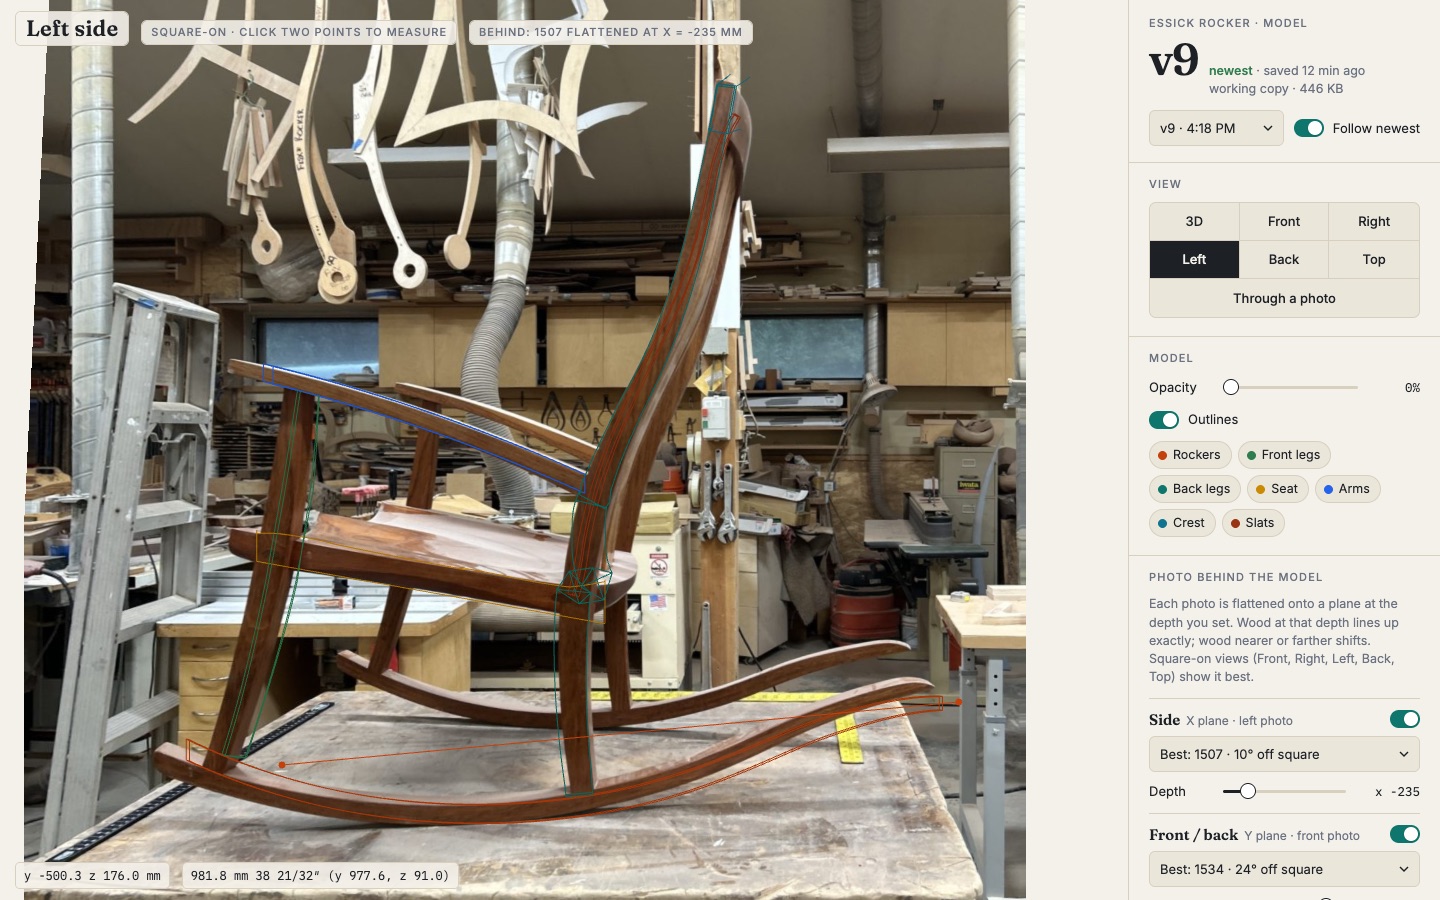 Left side
SQUARE-ON · CLICK TWO POINTS TO MEASURE
BEHIND: 1507 FLATTENED AT X = -235 MM
y -500.3 z 176.0 mm
981.8 mm 38 21/32″ (y 977.6, z 91.0)
ESSICK ROCKER · MODEL
v9
newest · saved 12 min ago
working copy · 446 KB
v9 · 4:18 PM
Follow newest
VIEW
3D
Front
Right
Left
Back
Top
Through a photo
MODEL
Opacity
0%
Outlines
Rockers
Front legs
Back legs
Seat
Arms
Crest
Slats
PHOTO BEHIND THE MODEL
Each photo is flattened onto a plane at the
depth you set. Wood at that depth lines up
exactly; wood nearer or farther shifts.
Square-on views (Front, Right, Left, Back,
Top) show it best.
Side X plane · left photo
Best: 1507 · 10° off square
Depth
x -235
Front / back Y plane · front photo
Best: 1534 · 24° off square